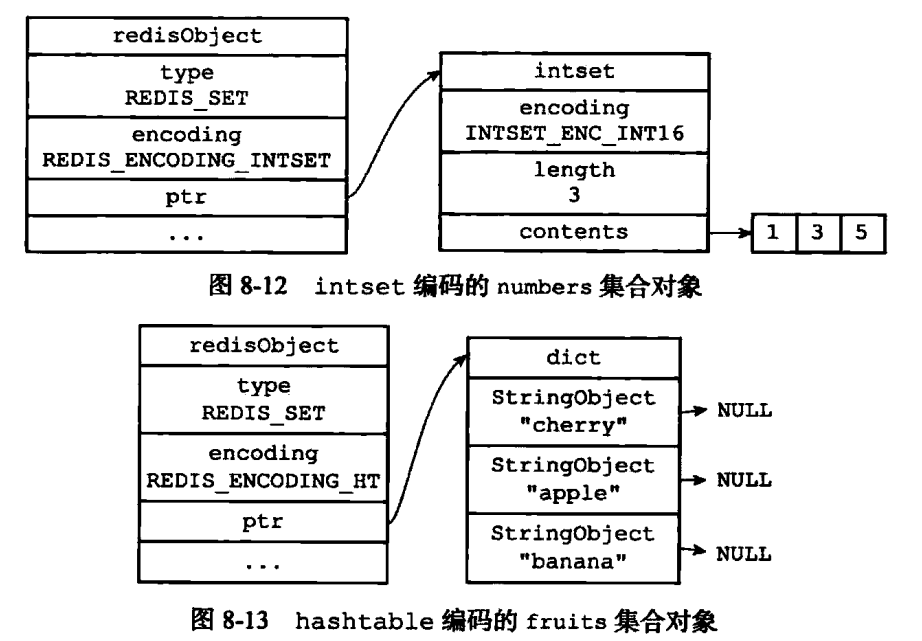 redisObject
type
REDIS_SET
encoding
REDIS_ENCODING_INTSET
ptr
...
intset
encoding
INTSET_ENC_INT16
length
3
contents
1 3 5
图 8-12 intset 编码的 numbers 集合对象
redisObject
type
REDIS_SET
encoding
REDIS_ENCODING_HT
ptr
...
dict
StringObject
"cherry"
NULL
StringObject
"apple"
NULL
StringObject
"banana"
NULL
图 8-13 hashtable 编码的 fruits 集合对象